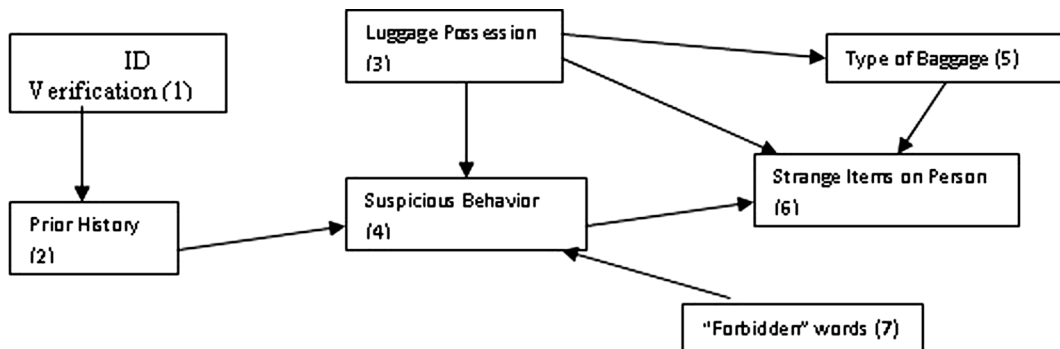 ID
Verification (1)
Luggage Possession
(3)
Type of Baggage (5)
Prior History
(2)
Suspicious Behavior
(4)
Strange Items on Person
(6)
"Forbidden" words (7)